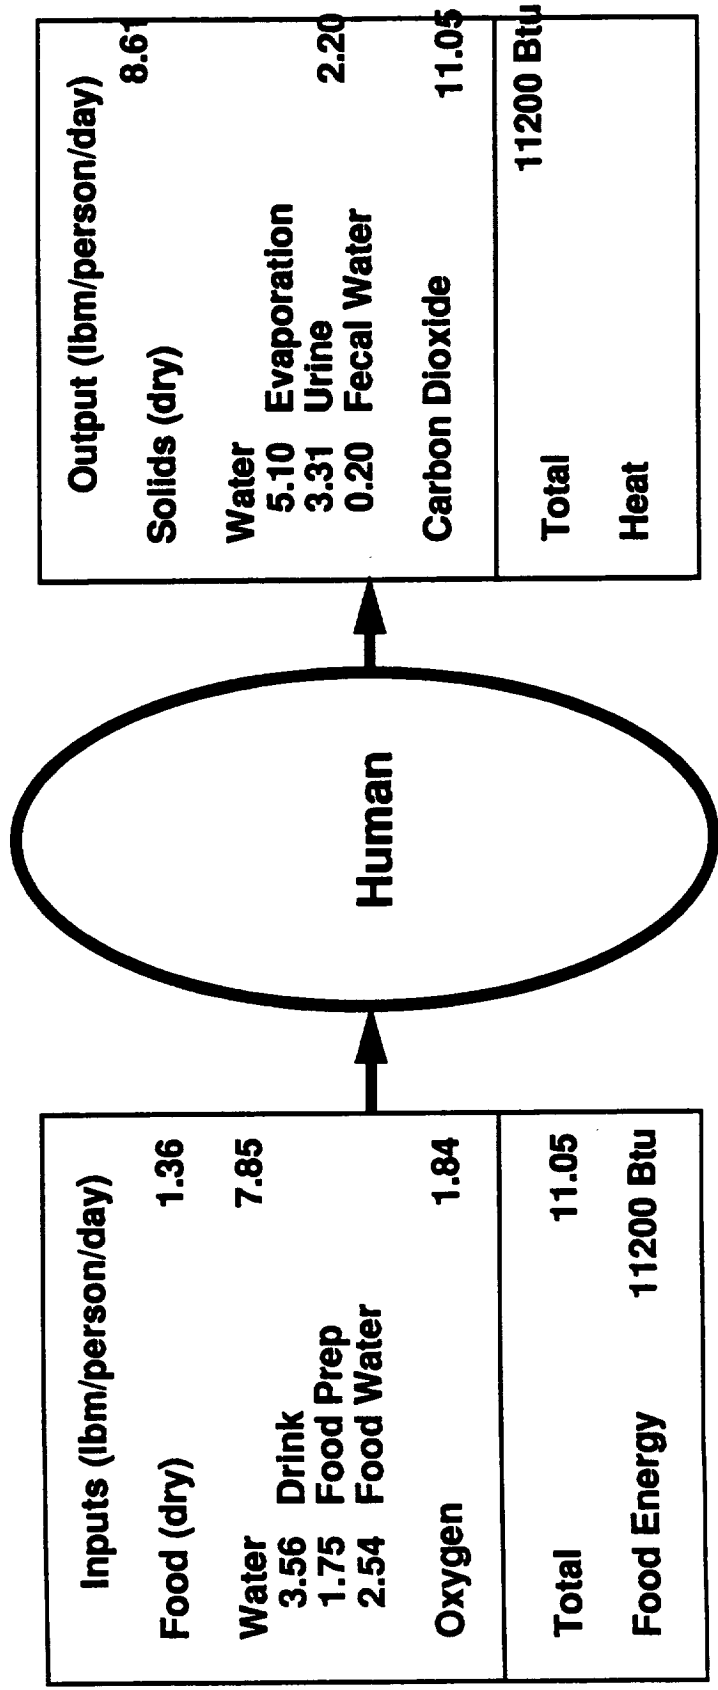 Inputs (lbm/person/day)
Food (dry) 1.36
Water 7.85
3.56 Drink
1.75 Food Prep
2.54 Food Water
Oxygen 1.84
Total 11.05
Food Energy 11200 Btu
Human
Output (lbm/person/day)
8.61
Solids (dry)
Water
5.10 Evaporation
3.31 Urine 2.20
0.20 Fecal Water
Carbon Dioxide 11.05
11200 Btu
Total
Heat